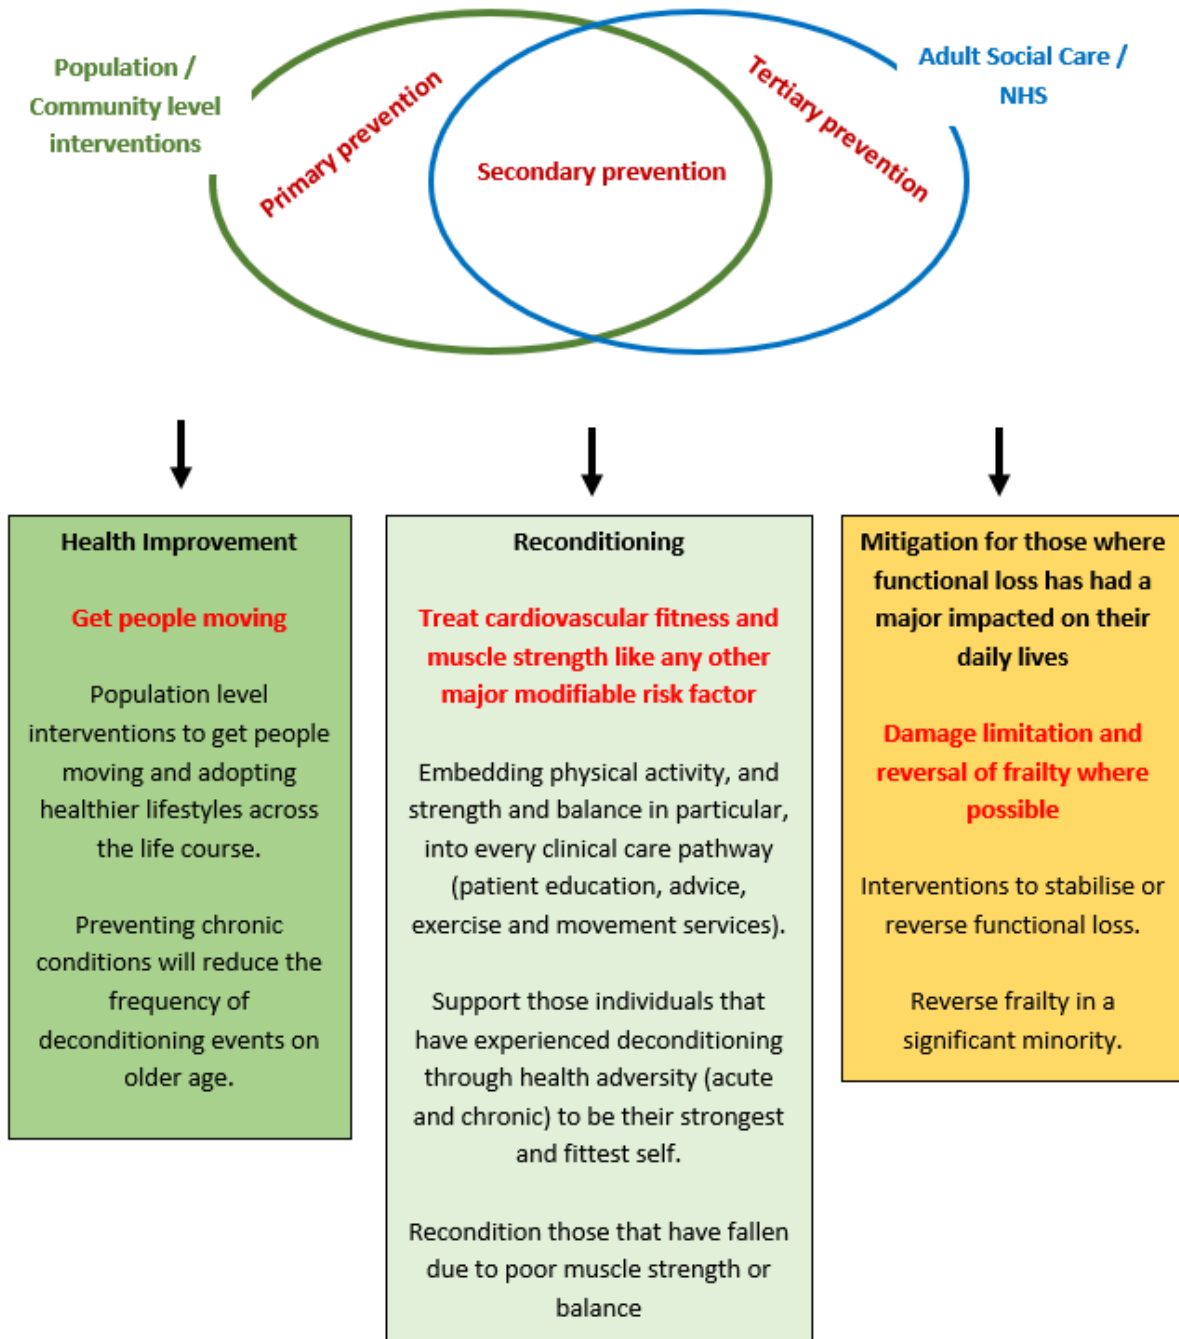 Population /
Community level
interventions
Primary prevention
Secondary prevention
Tertiary prevention
Adult Social Care /
NHS
Health Improvement
Get people moving
Population level
interventions to get people
moving and adopting
healthier lifestyles across
the life course.
Preventing chronic
conditions will reduce the
frequency of
deconditioning events on
older age.
Reconditioning
Treat cardiovascular fitness and
muscle strength like any other
major modifiable risk factor
Embedding physical activity, and
strength and balance in particular,
into every clinical care pathway
(patient education, advice,
exercise and movement services).
Support those individuals that
have experienced deconditioning
through health adversity (acute
and chronic) to be their strongest
and fittest self.
Recondition those that have fallen
due to poor muscle strength or
balance
Mitigation for those where
functional loss has had a
major impacted on their
daily lives
Damage limitation and
reversal of frailty where
possible
Interventions to stabilise or
reverse functional loss.
Reverse frailty in a
significant minority.